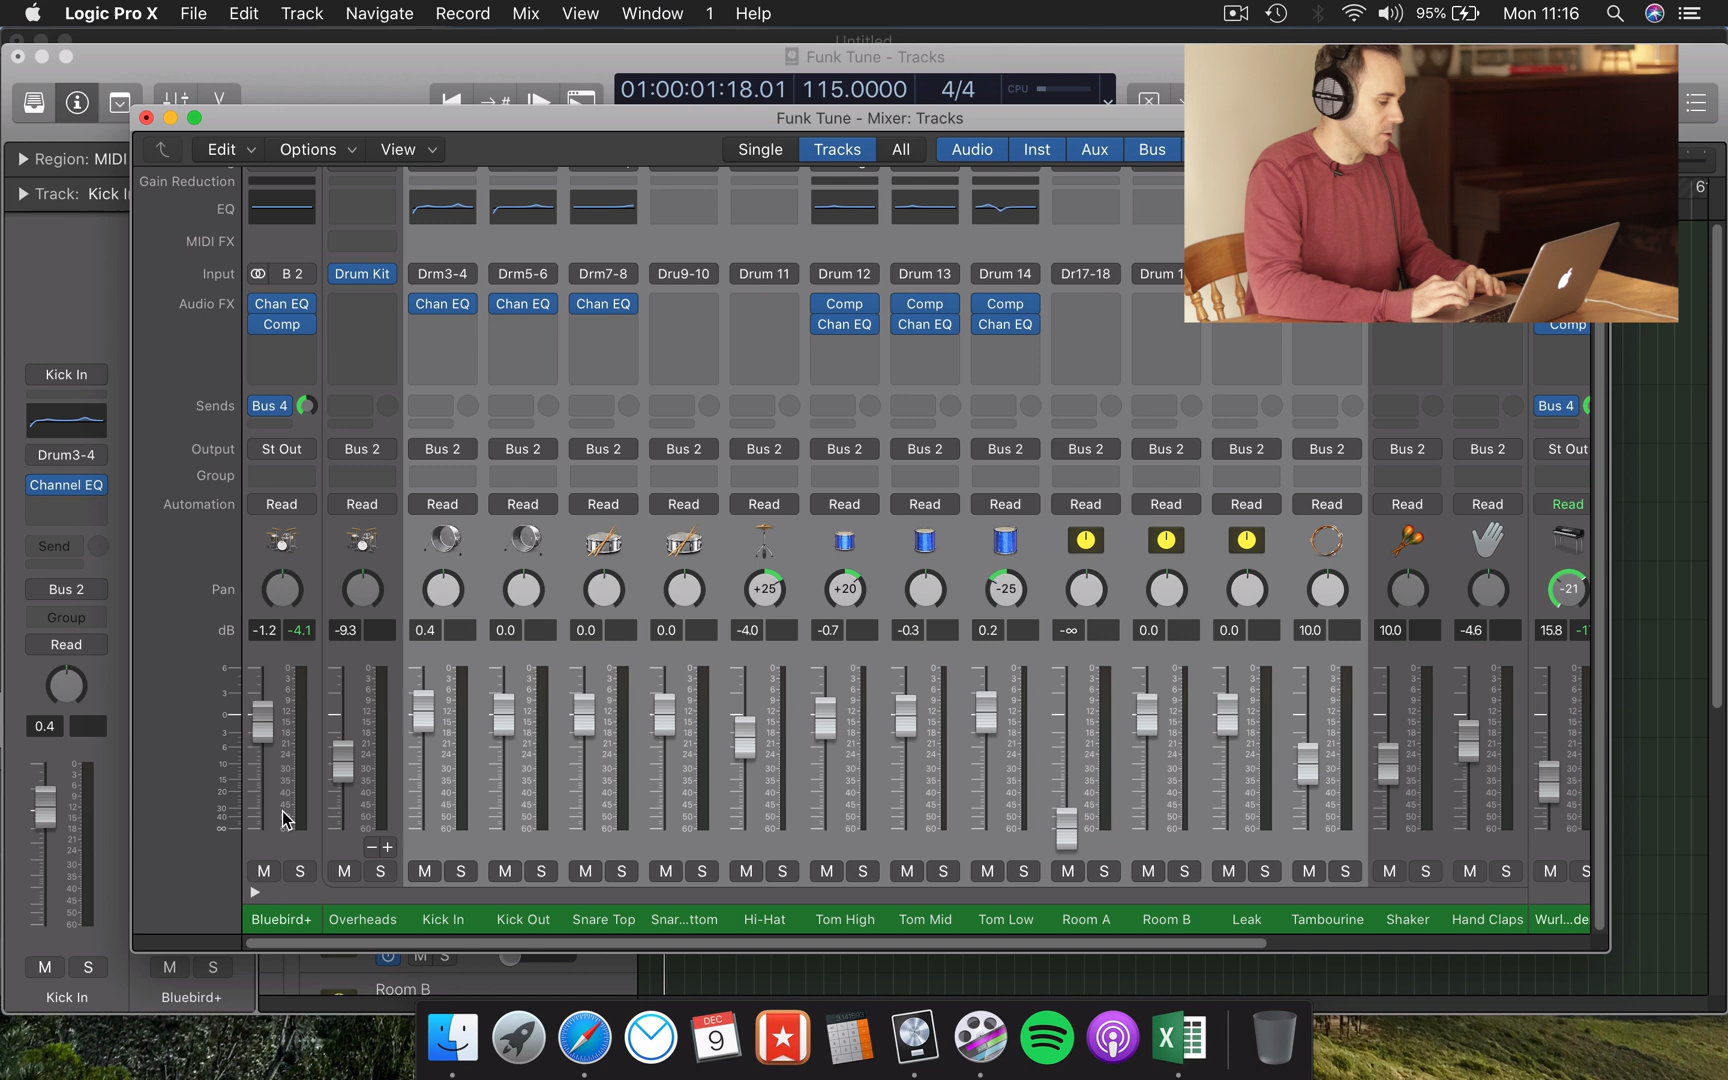 Logic Pro X File Edit Track Navigate Record Mix View Window 1 Help 95% Mon 11:16
Untitled
Funk Tune - Tracks
01:00:01:18.01 115.0000 4/4 CPU
Funk Tune - Mixer: Tracks
Edit Options View Single Tracks All Audio Inst Aux Bus
Region: MIDI
Track: Kick I
Gain Reduction
EQ
MIDI FX
Input B 2 Drum Kit Drm3-4 Drm5-6 Drm7-8 Dru9-10 Drum 11 Drum 12 Drum 13 Drum 14 Dr17-18 Drum 1
Audio FX Chan EQ Chan EQ Chan EQ Chan EQ Comp Comp Comp
Comp Chan EQ Chan EQ Chan EQ Comp
Sends Bus 4 Bus 4
Output St Out Bus 2 Bus 2 Bus 2 Bus 2 Bus 2 Bus 2 Bus 2 Bus 2 Bus 2 Bus 2 Bus 2 Bus 2 Bus 2 Bus 2 Bus 2 St Out
Group
Automation Read Read Read Read Read Read Read Read Read Read Read Read Read Read Read Read Read
Pan +25 +20 -25 -21
dB -1.2 -4.1 -9.3 0.4 0.0 0.0 0.0 -4.0 -0.7 -0.3 0.2 -∞ 0.0 0.0 10.0 10.0 -4.6 15.8
M S M S M S M S M S M S M S M S M S M S M S M S M S M S M S M S M S
Bluebird+ Overheads Kick In Kick Out Snare Top Snar...ttom Hi-Hat Tom High Tom Mid Tom Low Room A Room B Leak Tambourine Shaker Hand Claps Wurl...de
Kick In
Drum3-4
Channel EQ
Send
Bus 2
Group
Read
0.4
M S M S M S
Kick In Bluebird+ Room B
DEC
9